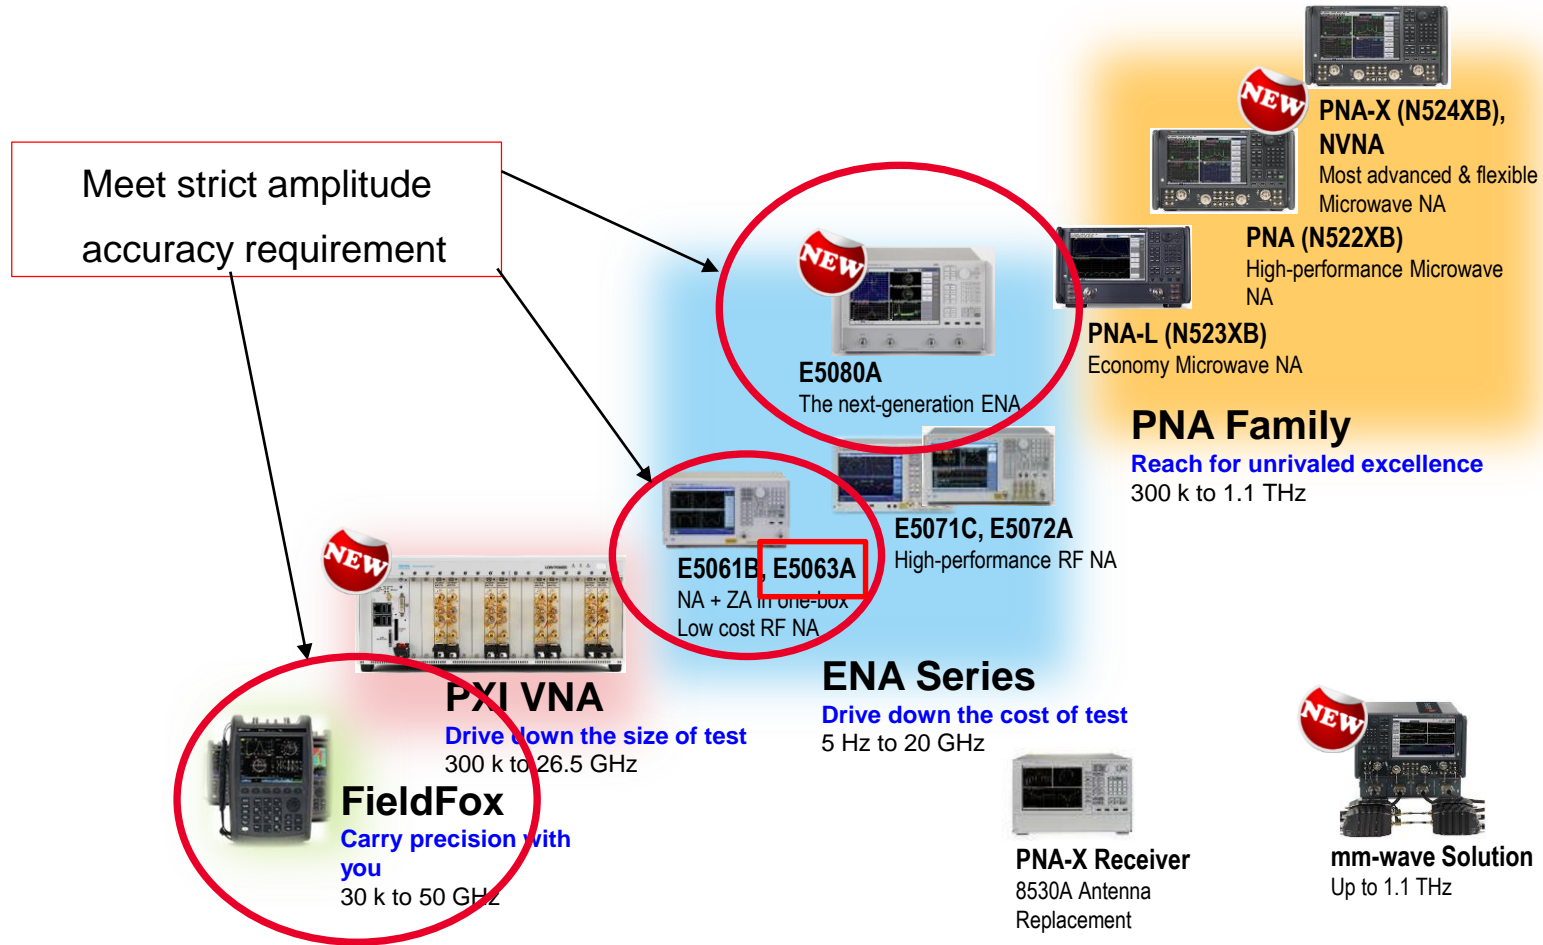 NEW
PNA-X (N524XB),
NVNA
Most advanced & flexible
Microwave NA
Meet strict amplitude
accuracy requirement
NEW
PNA (N522XB)
High-performance Microwave
NA
PNA-L (N523XB)
Economy Microwave NA
E5080A
The next-generation ENA
PNA Family
Reach for unrivaled excellence
300 k to 1.1 THz
E5071C, E5072A
High-performance RF NA
NEW
E5061B, E5063A
NA + ZA in one-box
Low cost RF NA
ENA Series
Drive down the cost of test
5 Hz to 20 GHz
PXI VNA
Drive down the size of test
300 k to 26.5 GHz
FieldFox
Carry precision with
you
30 k to 50 GHz
PNA-X Receiver
8530A Antenna
Replacement
NEW
mm-wave Solution
Up to 1.1 THz